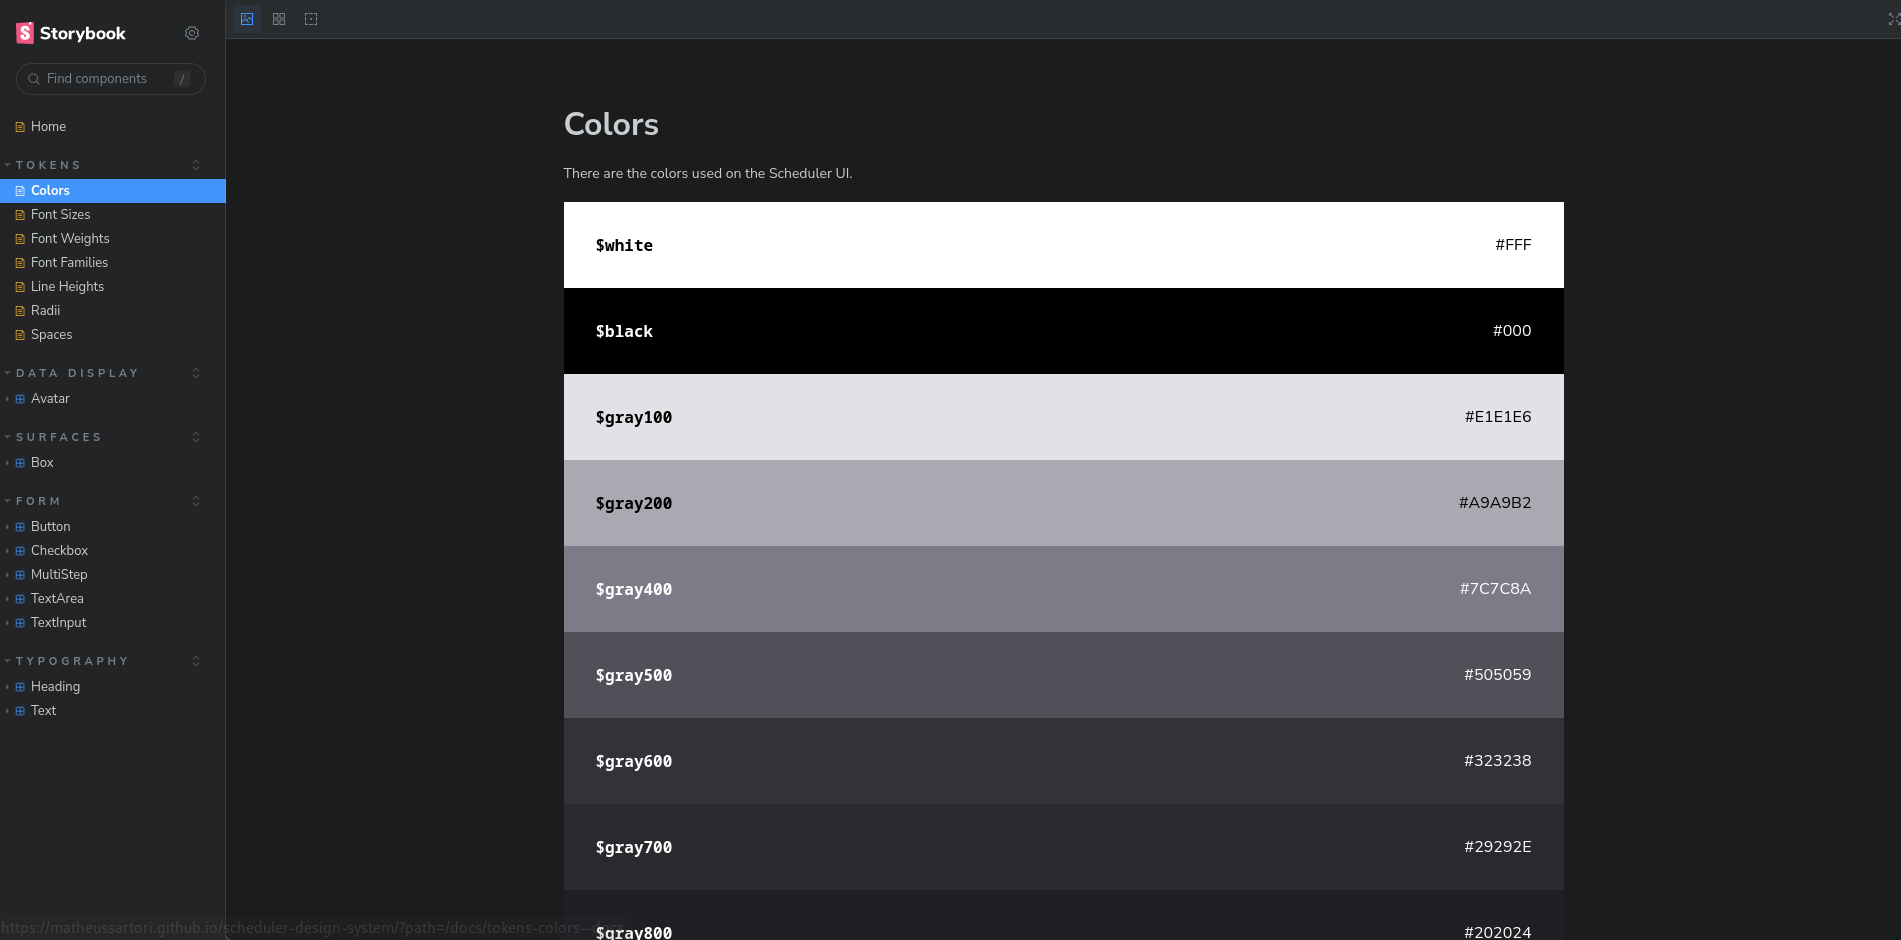 Storybook
Find components /
Home
TOKENS
Colors
Font Sizes
Font Weights
Font Families
Line Heights
Radii
Spaces
DATA DISPLAY
Avatar
SURFACES
Box
FORM
Button
Checkbox
MultiStep
TextArea
TextInput
TYPOGRAPHY
Heading
Text
Colors
There are the colors used on the Scheduler UI.
$white #FFF
$black #000
$gray100 #E1E1E6
$gray200 #A9A9B2
$gray400 #7C7C8A
$gray500 #505059
$gray600 #323238
$gray700 #29292E
$gray800 #202024
https://matheussartori.github.io/scheduler-design-system/?path=/docs/tokens-colors--docs